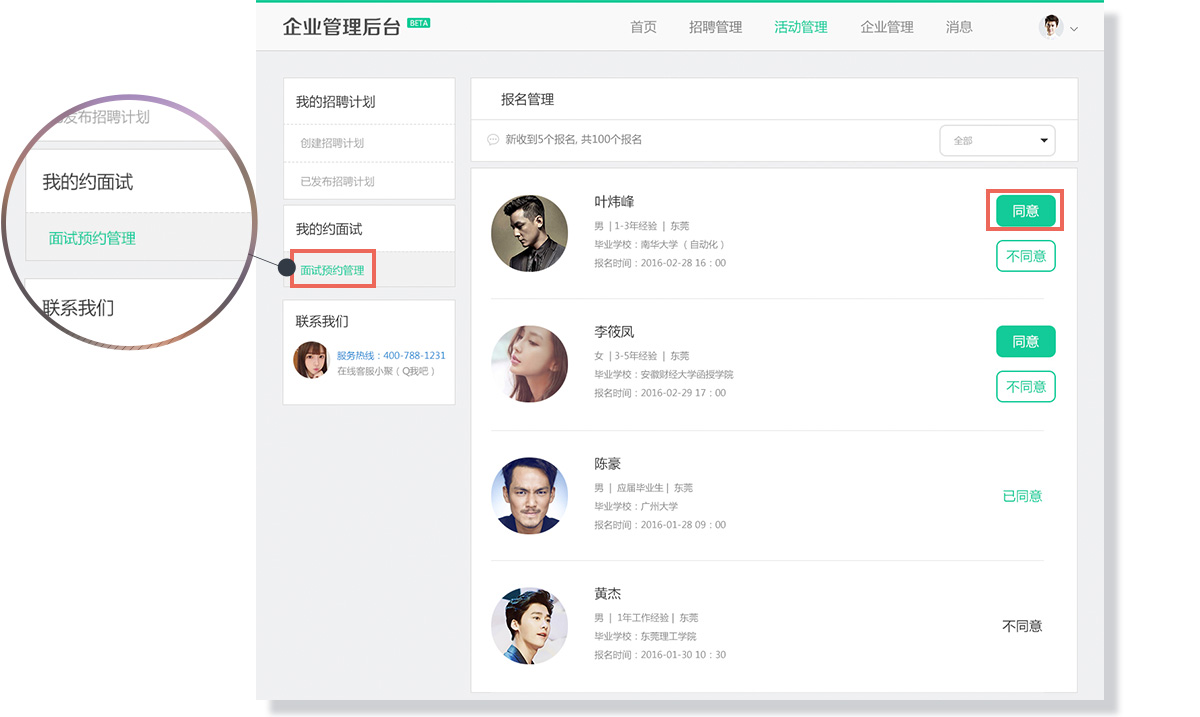 企业管理后台 BETA
首页 招聘管理 活动管理 企业管理 消息
发布招聘计划
我的约面试
面试预约管理
联系我们
我的招聘计划
创建招聘计划
已发布招聘计划
我的约面试
面试预约管理
联系我们
服务热线：400-788-1231
在线客服小聚（Q我吧）
报名管理
新收到5个报名, 共100个报名
全部
叶炜峰
男 | 1-3年经验 | 东莞
毕业学校：南华大学（自动化）
报名时间：2016-02-28 16：00
同意
不同意
李筱凤
女 | 3-5年经验 | 东莞
毕业学校：安徽财经大学函授学院
报名时间：2016-02-29 17：00
同意
不同意
陈豪
男 | 应届毕业生 | 东莞
毕业学校：广州大学
报名时间：2016-01-28 09：00
已同意
黄杰
男 | 1年工作经验 | 东莞
毕业学校：东莞理工学院
报名时间：2016-01-30 10：30
不同意